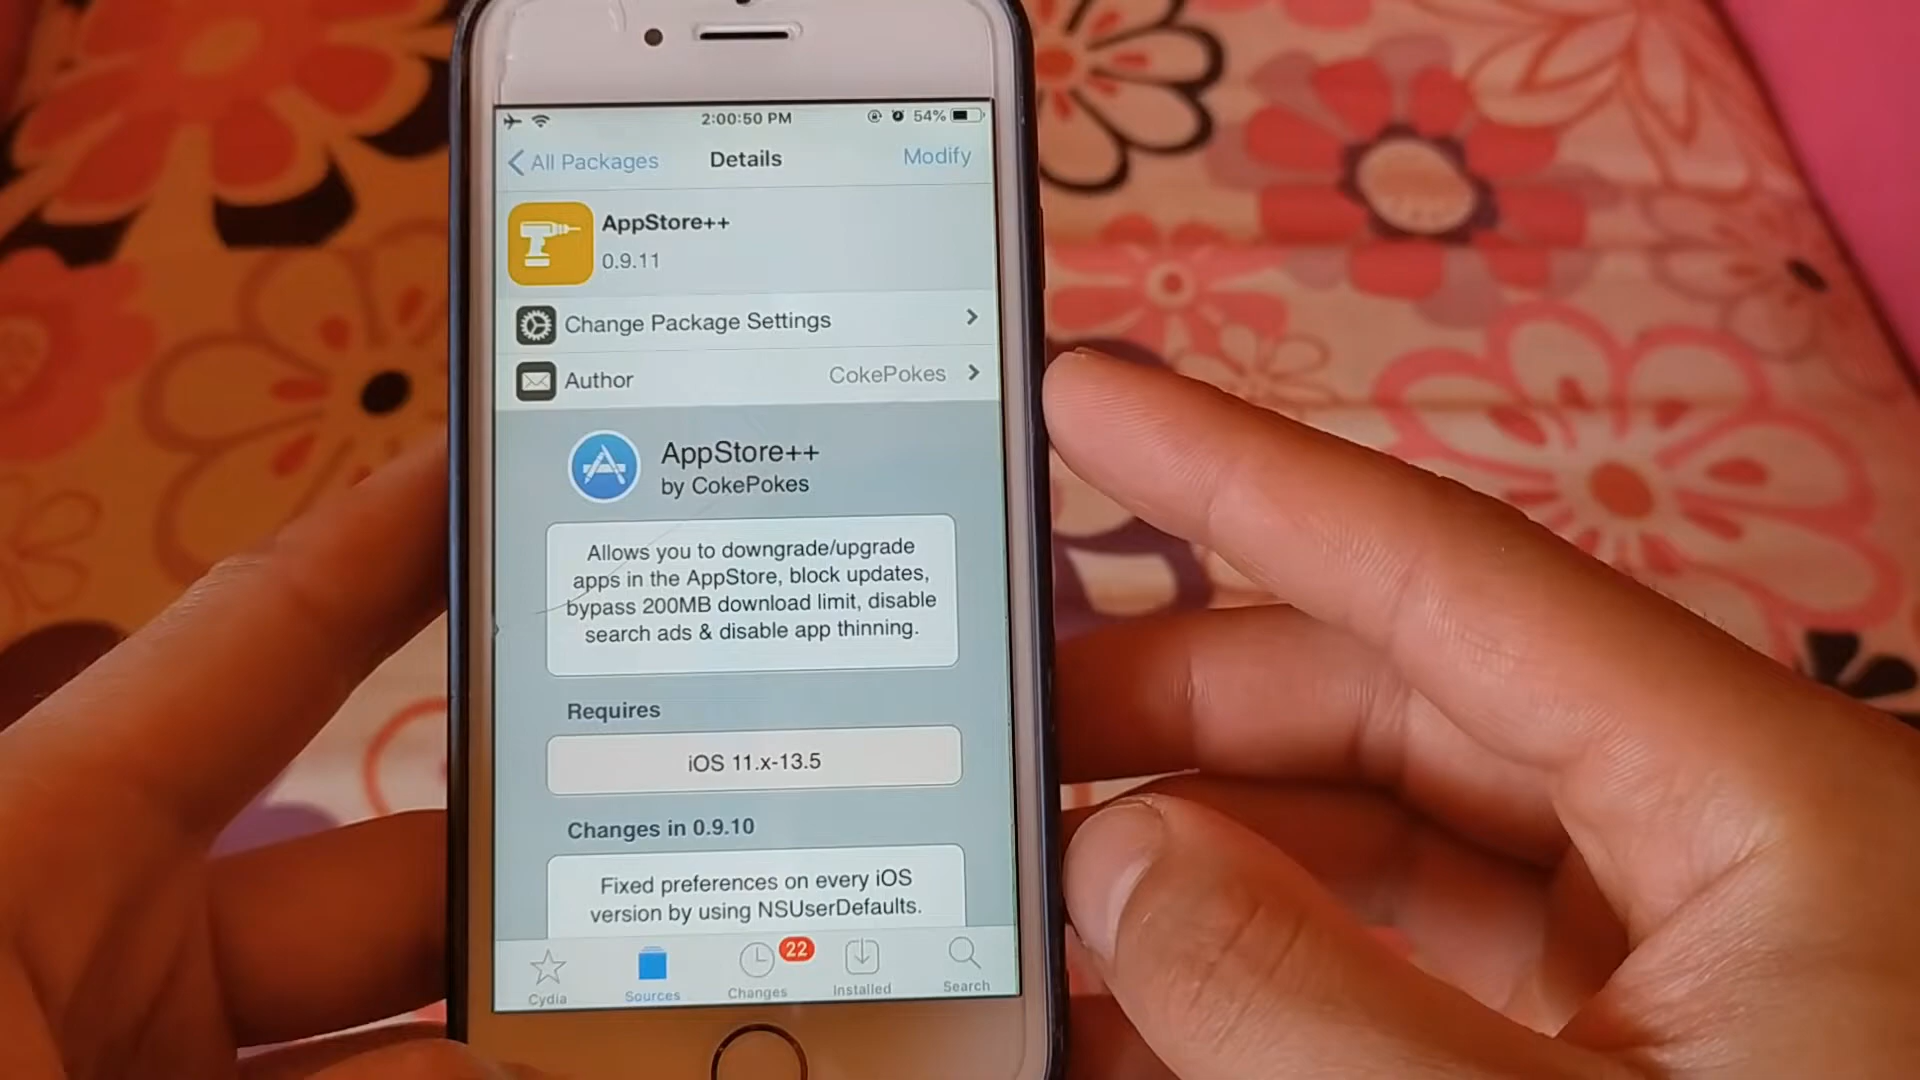 2:00:50 PM
54%
All Packages
Details
Modify
AppStore++
0.9.11
Change Package Settings
Author
CokePokes
AppStore++
by CokePokes
Allows you to downgrade/upgrade
apps in the AppStore, block updates,
bypass 200MB download limit, disable
search ads & disable app thinning.
Requires
iOS 11.x-13.5
Changes in 0.9.10
Fixed preferences on every iOS
version by using NSUserDefaults.
22
Cydia
Sources
Changes
Installed
Search